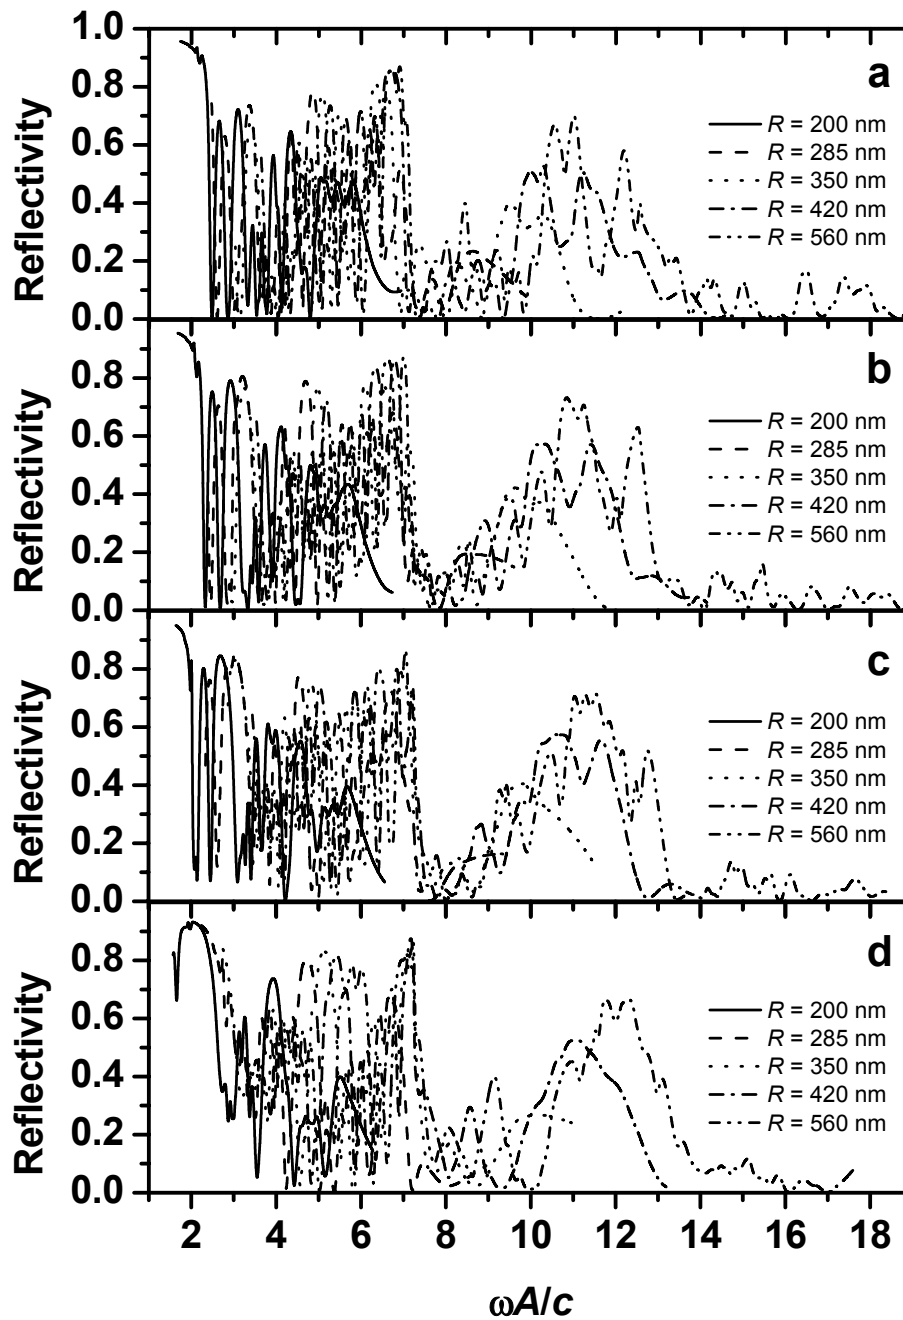 1.0
0.8
0.6
0.4
0.2
0.0
Reflectivity
a
R = 200 nm
R = 285 nm
R = 350 nm
R = 420 nm
R = 560 nm
0.8
0.6
0.4
0.2
0.0
Reflectivity
b
R = 200 nm
R = 285 nm
R = 350 nm
R = 420 nm
R = 560 nm
0.8
0.6
0.4
0.2
0.0
Reflectivity
c
R = 200 nm
R = 285 nm
R = 350 nm
R = 420 nm
R = 560 nm
0.8
0.6
0.4
0.2
0.0
Reflectivity
d
R = 200 nm
R = 285 nm
R = 350 nm
R = 420 nm
R = 560 nm
2 4 6 8 10 12 14 16 18
ωA/c